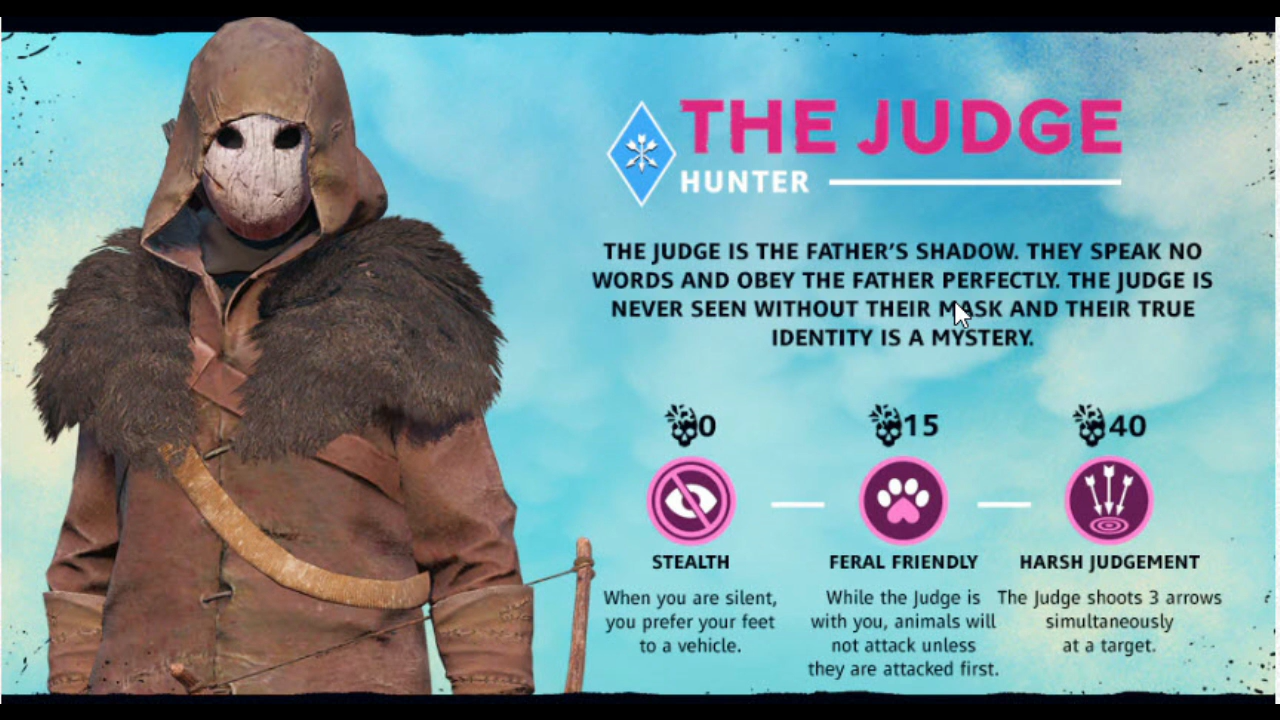 THE JUDGE
HUNTER
THE JUDGE IS THE FATHER'S SHADOW. THEY SPEAK NO
WORDS AND OBEY THE FATHER PERFECTLY. THE JUDGE IS
NEVER SEEN WITHOUT THEIR MASK AND THEIR TRUE
IDENTITY IS A MYSTERY.
0
15
40
STEALTH
FERAL FRIENDLY
HARSH JUDGEMENT
When you are silent,
you prefer your feet
to a vehicle.
While the Judge is
with you, animals will
not attack unless
they are attacked first.
The Judge shoots 3 arrows
simultaneously
at a target.